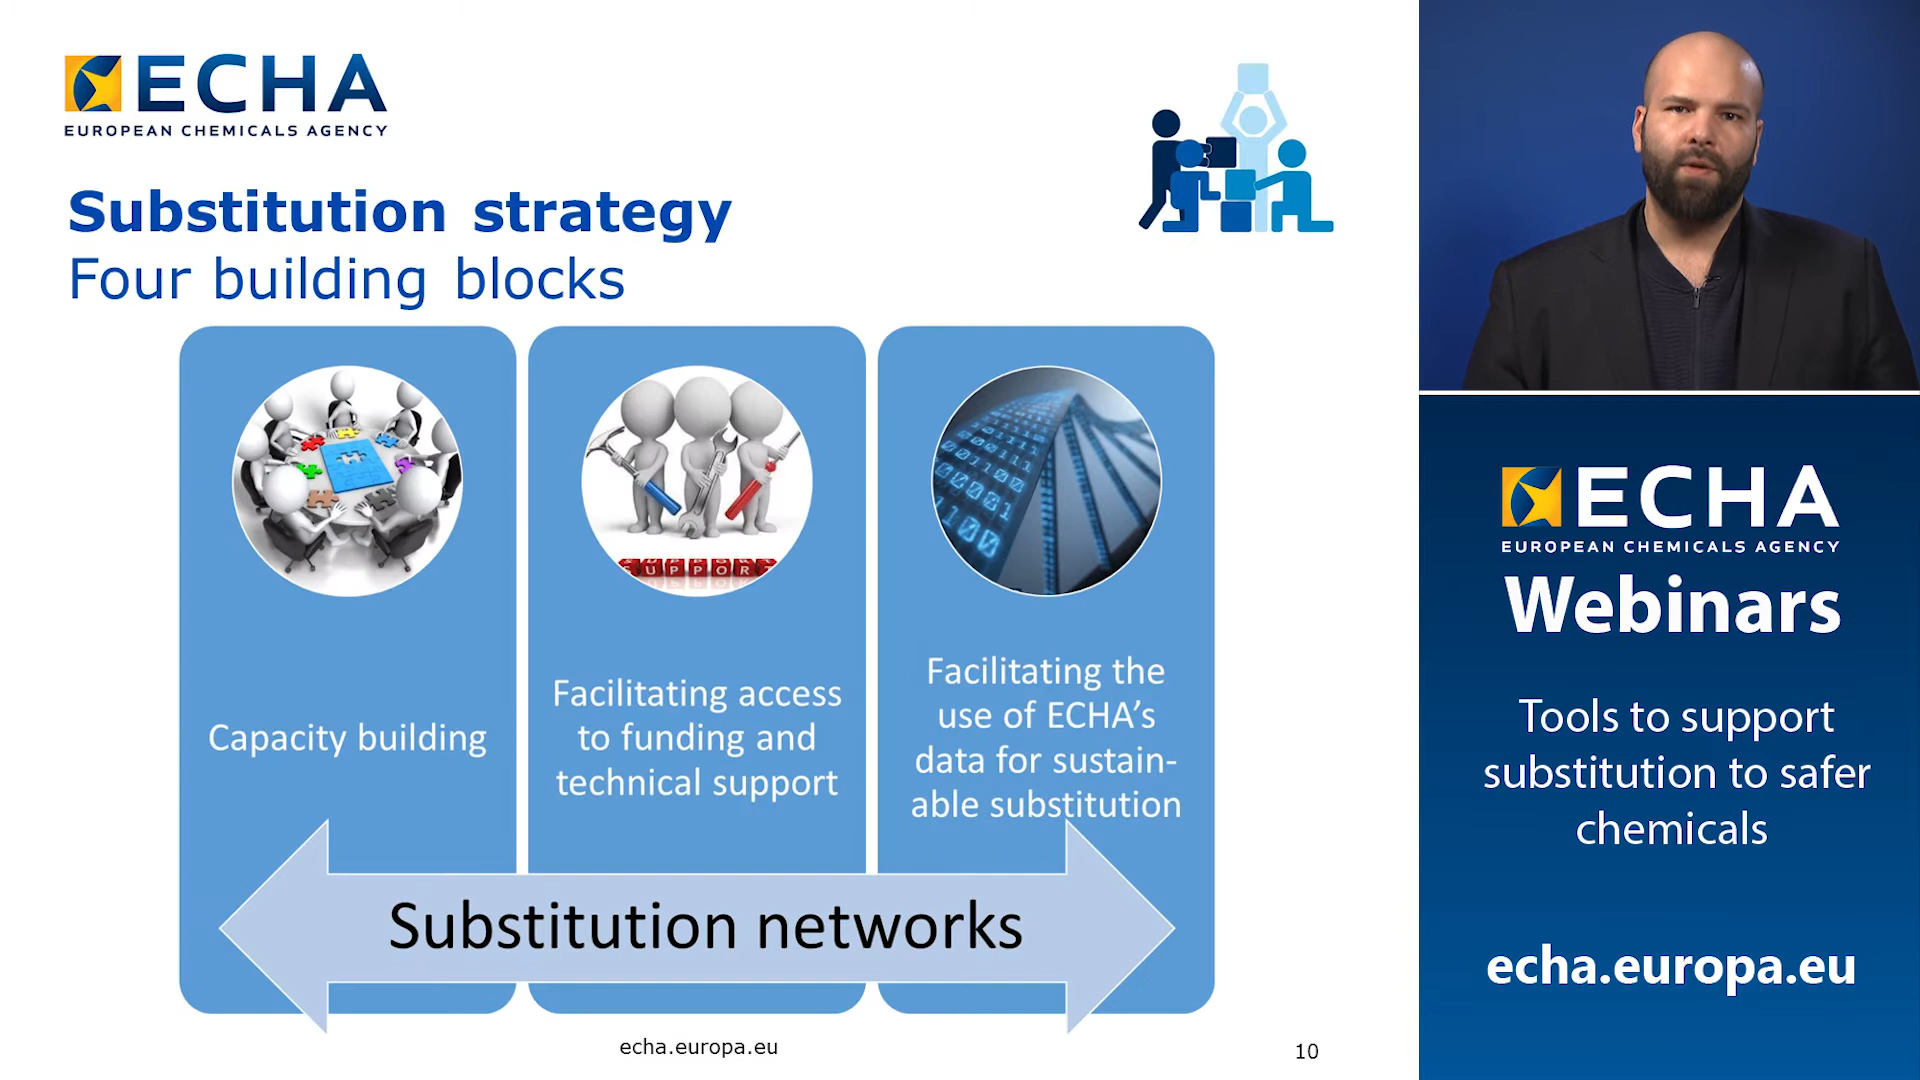 ECHA
EUROPEAN CHEMICALS AGENCY
Substitution strategy
Four building blocks
SUPPORT
Capacity building
Facilitating access
to funding and
technical support
Facilitating the
use of ECHA’s
data for sustain-
able substitution
Substitution networks
echa.europa.eu
10
ECHA
EUROPEAN CHEMICALS AGENCY
Webinars
Tools to support
substitution to safer
chemicals
echa.europa.eu